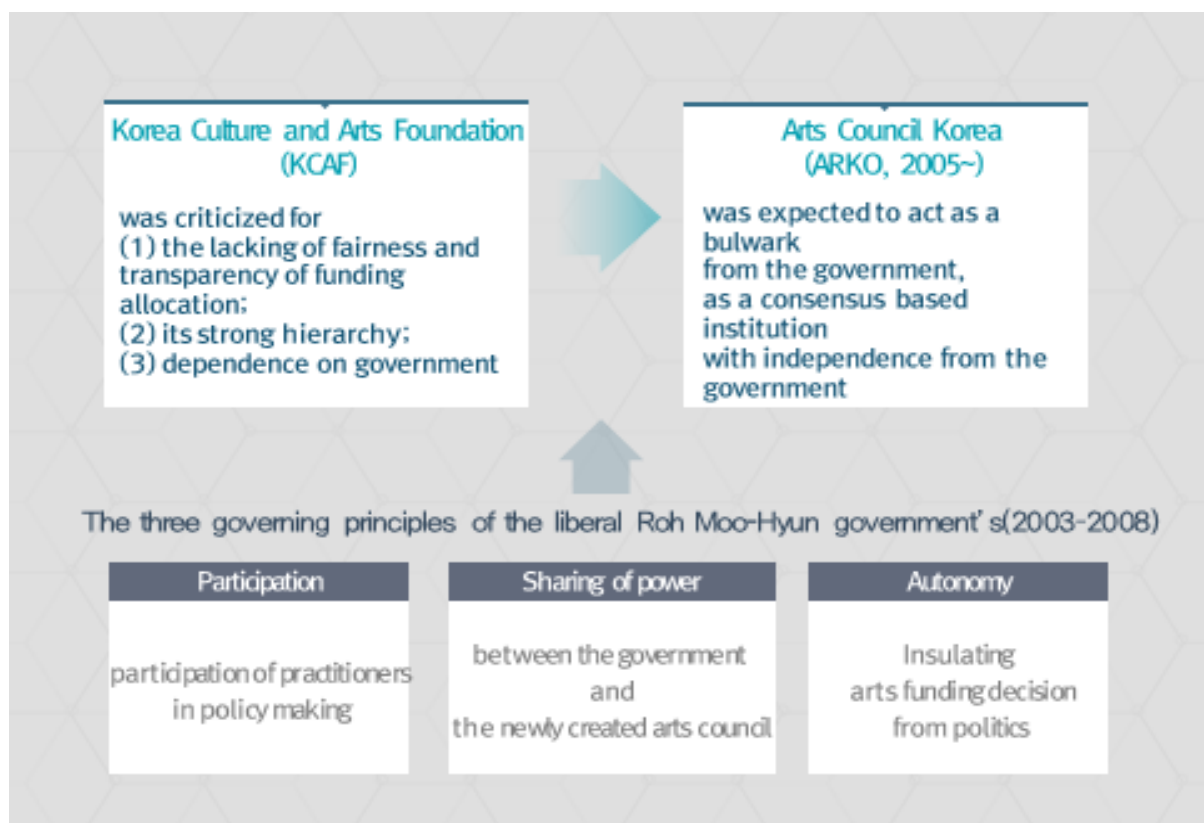 Korea Culture and Arts Foundation
(KCAF)
was criticized for
(1) the lacking of fairness and
transparency of funding
allocation;
(2) its strong hierarchy;
(3) dependence on government
Arts Council Korea
(ARKO, 2005~)
was expected to act as a
bulwark
from the government,
as a consensus based
institution
with independence from the
government
The three governing principles of the liberal Roh Moo-Hyun government's(2003-2008)
Participation
participation of practitioners
in policy making
Sharing of power
between the government
and
the newly created arts council
Autonomy
Insulating
arts funding decision
from politics